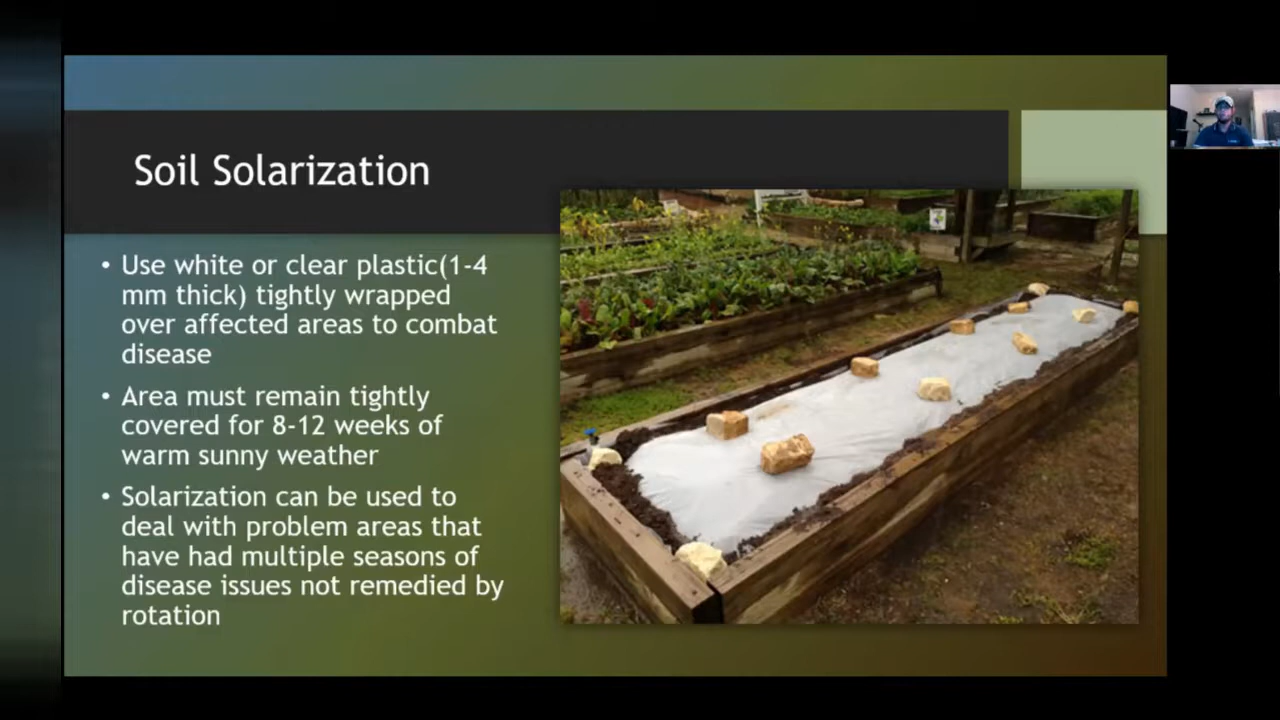 Soil Solarization
• Use white or clear plastic(1-4
mm thick) tightly wrapped
over affected areas to combat
disease
• Area must remain tightly
covered for 8-12 weeks of
warm sunny weather
• Solarization can be used to
deal with problem areas that
have had multiple seasons of
disease issues not remedied by
rotation